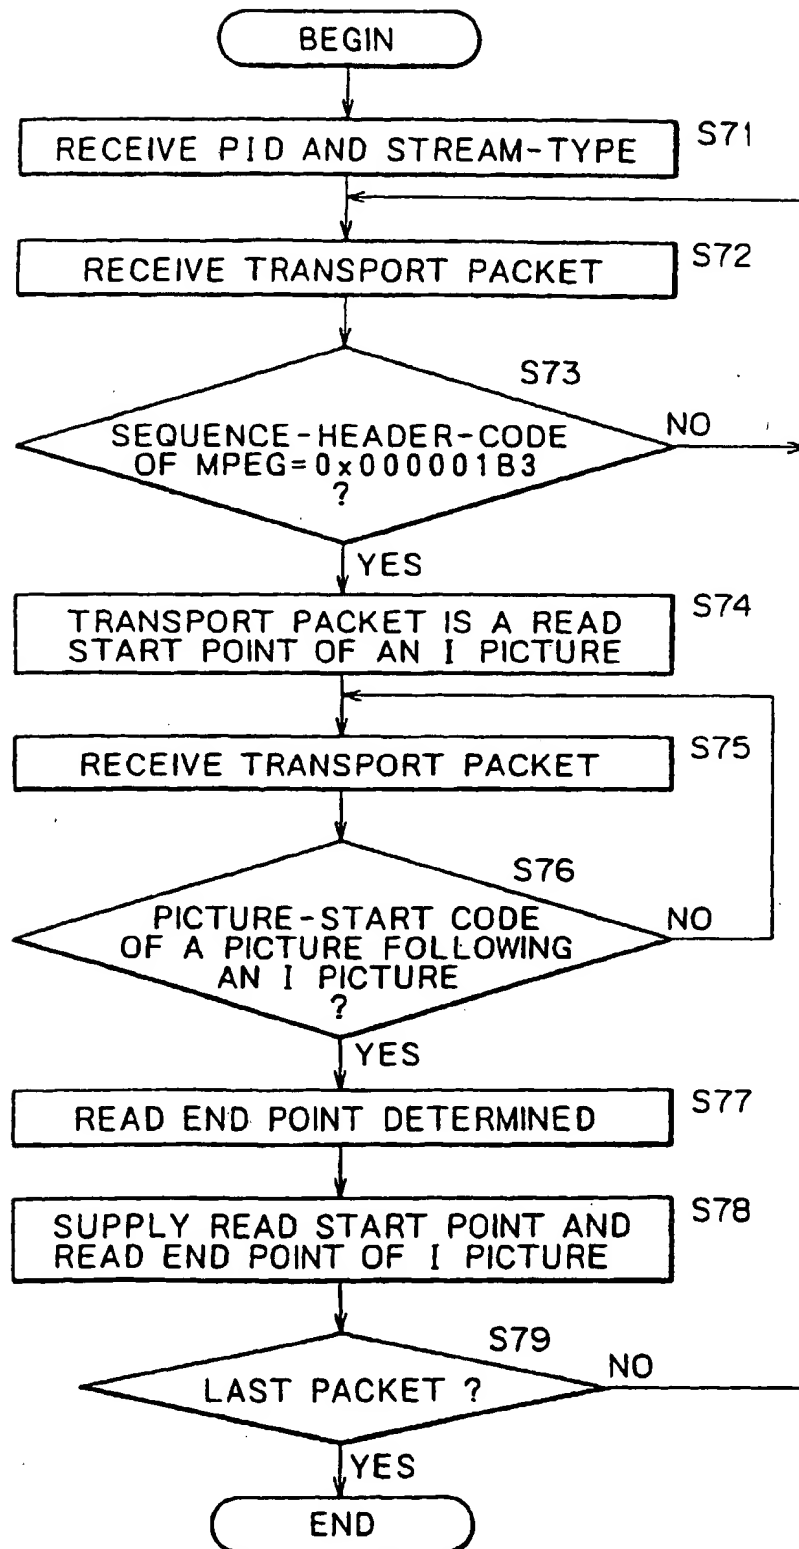 BEGIN
RECEIVE PID AND STREAM-TYPE
S71
RECEIVE TRANSPORT PACKET
S72
S73
SEQUENCE-HEADER-CODE
OF MPEG=0x000001B3
?
NO
YES
TRANSPORT PACKET IS A READ
START POINT OF AN I PICTURE
S74
RECEIVE TRANSPORT PACKET
S75
S76
PICTURE-START CODE
OF A PICTURE FOLLOWING
AN I PICTURE
?
NO
YES
READ END POINT DETERMINED
S77
SUPPLY READ START POINT AND
READ END POINT OF I PICTURE
S78
S79
LAST PACKET ?
NO
YES
END